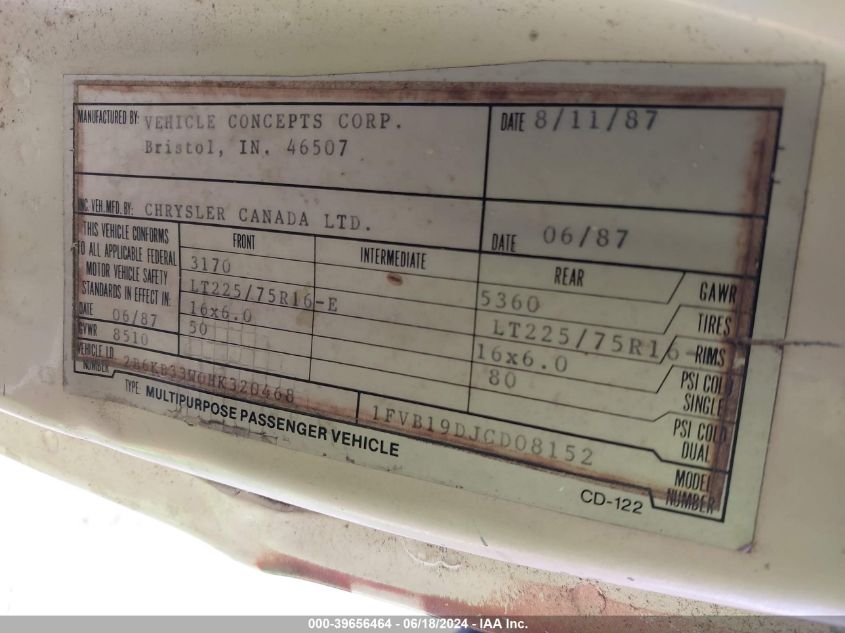 MANUFACTURED BY: VEHICLE CONCEPTS CORP. DATE 8/11/87
Bristol, IN. 46507
INC. VEH. MFD. BY: CHRYSLER CANADA LTD. DATE 06/87
THIS VEHICLE CONFORMS
TO ALL APPLICABLE FEDERAL
MOTOR VEHICLE SAFETY
STANDARDS IN EFFECT IN:
DATE 06/87
GVWR 8510
FRONT INTERMEDIATE REAR
3170 5360 GAWR
LT225/75R16-E LT225/75R16- TIRES
16x6.0 16x6.0 RIMS
50 80 PSI COLD
SINGLE
PSI COLD
DUAL
VEHICLE I.D.
NUMBER 2B6KB33W0HK320468
1FVB19DJCD08152 MODEL
NUMBER
TYPE: MULTIPURPOSE PASSENGER VEHICLE
CD-122
000-39656464 - 06/18/2024 - IAA Inc.